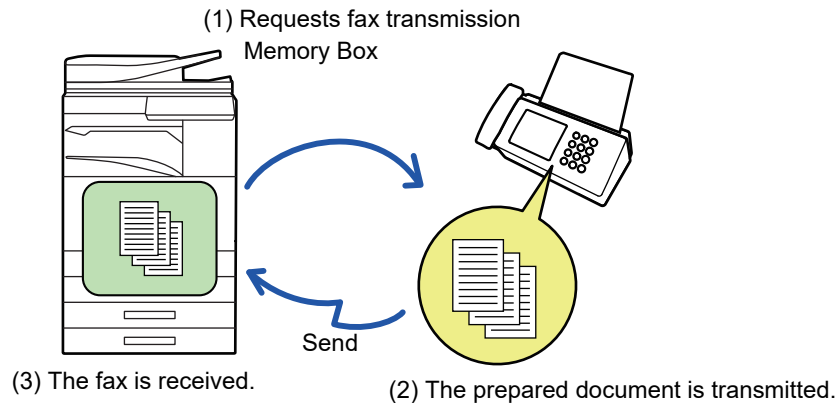 (1) Requests fax transmission
Memory Box
Send
(3) The fax is received.
(2) The prepared document is transmitted.